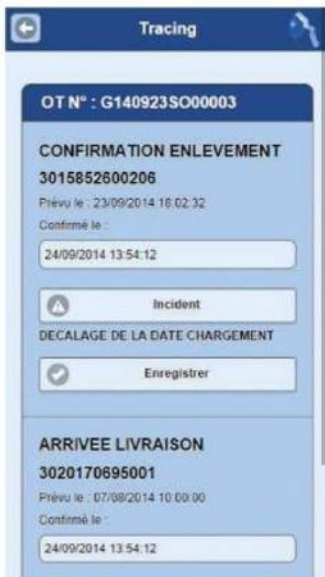 Tracing
OT N° : G140923SO00003
CONFIRMATION ENLEVEMENT
3015852600206
Prévu le : 23/09/2014 18:02:32
Confirmé le :
24/09/2014 13:54:12
Incident
DECALAGE DE LA DATE CHARGEMENT
Enregistrer
ARRIVEE LIVRAISON
3020170695001
Prévu le : 07/08/2014 10:00:00
Confirmé le :
24/09/2014 13:54:12